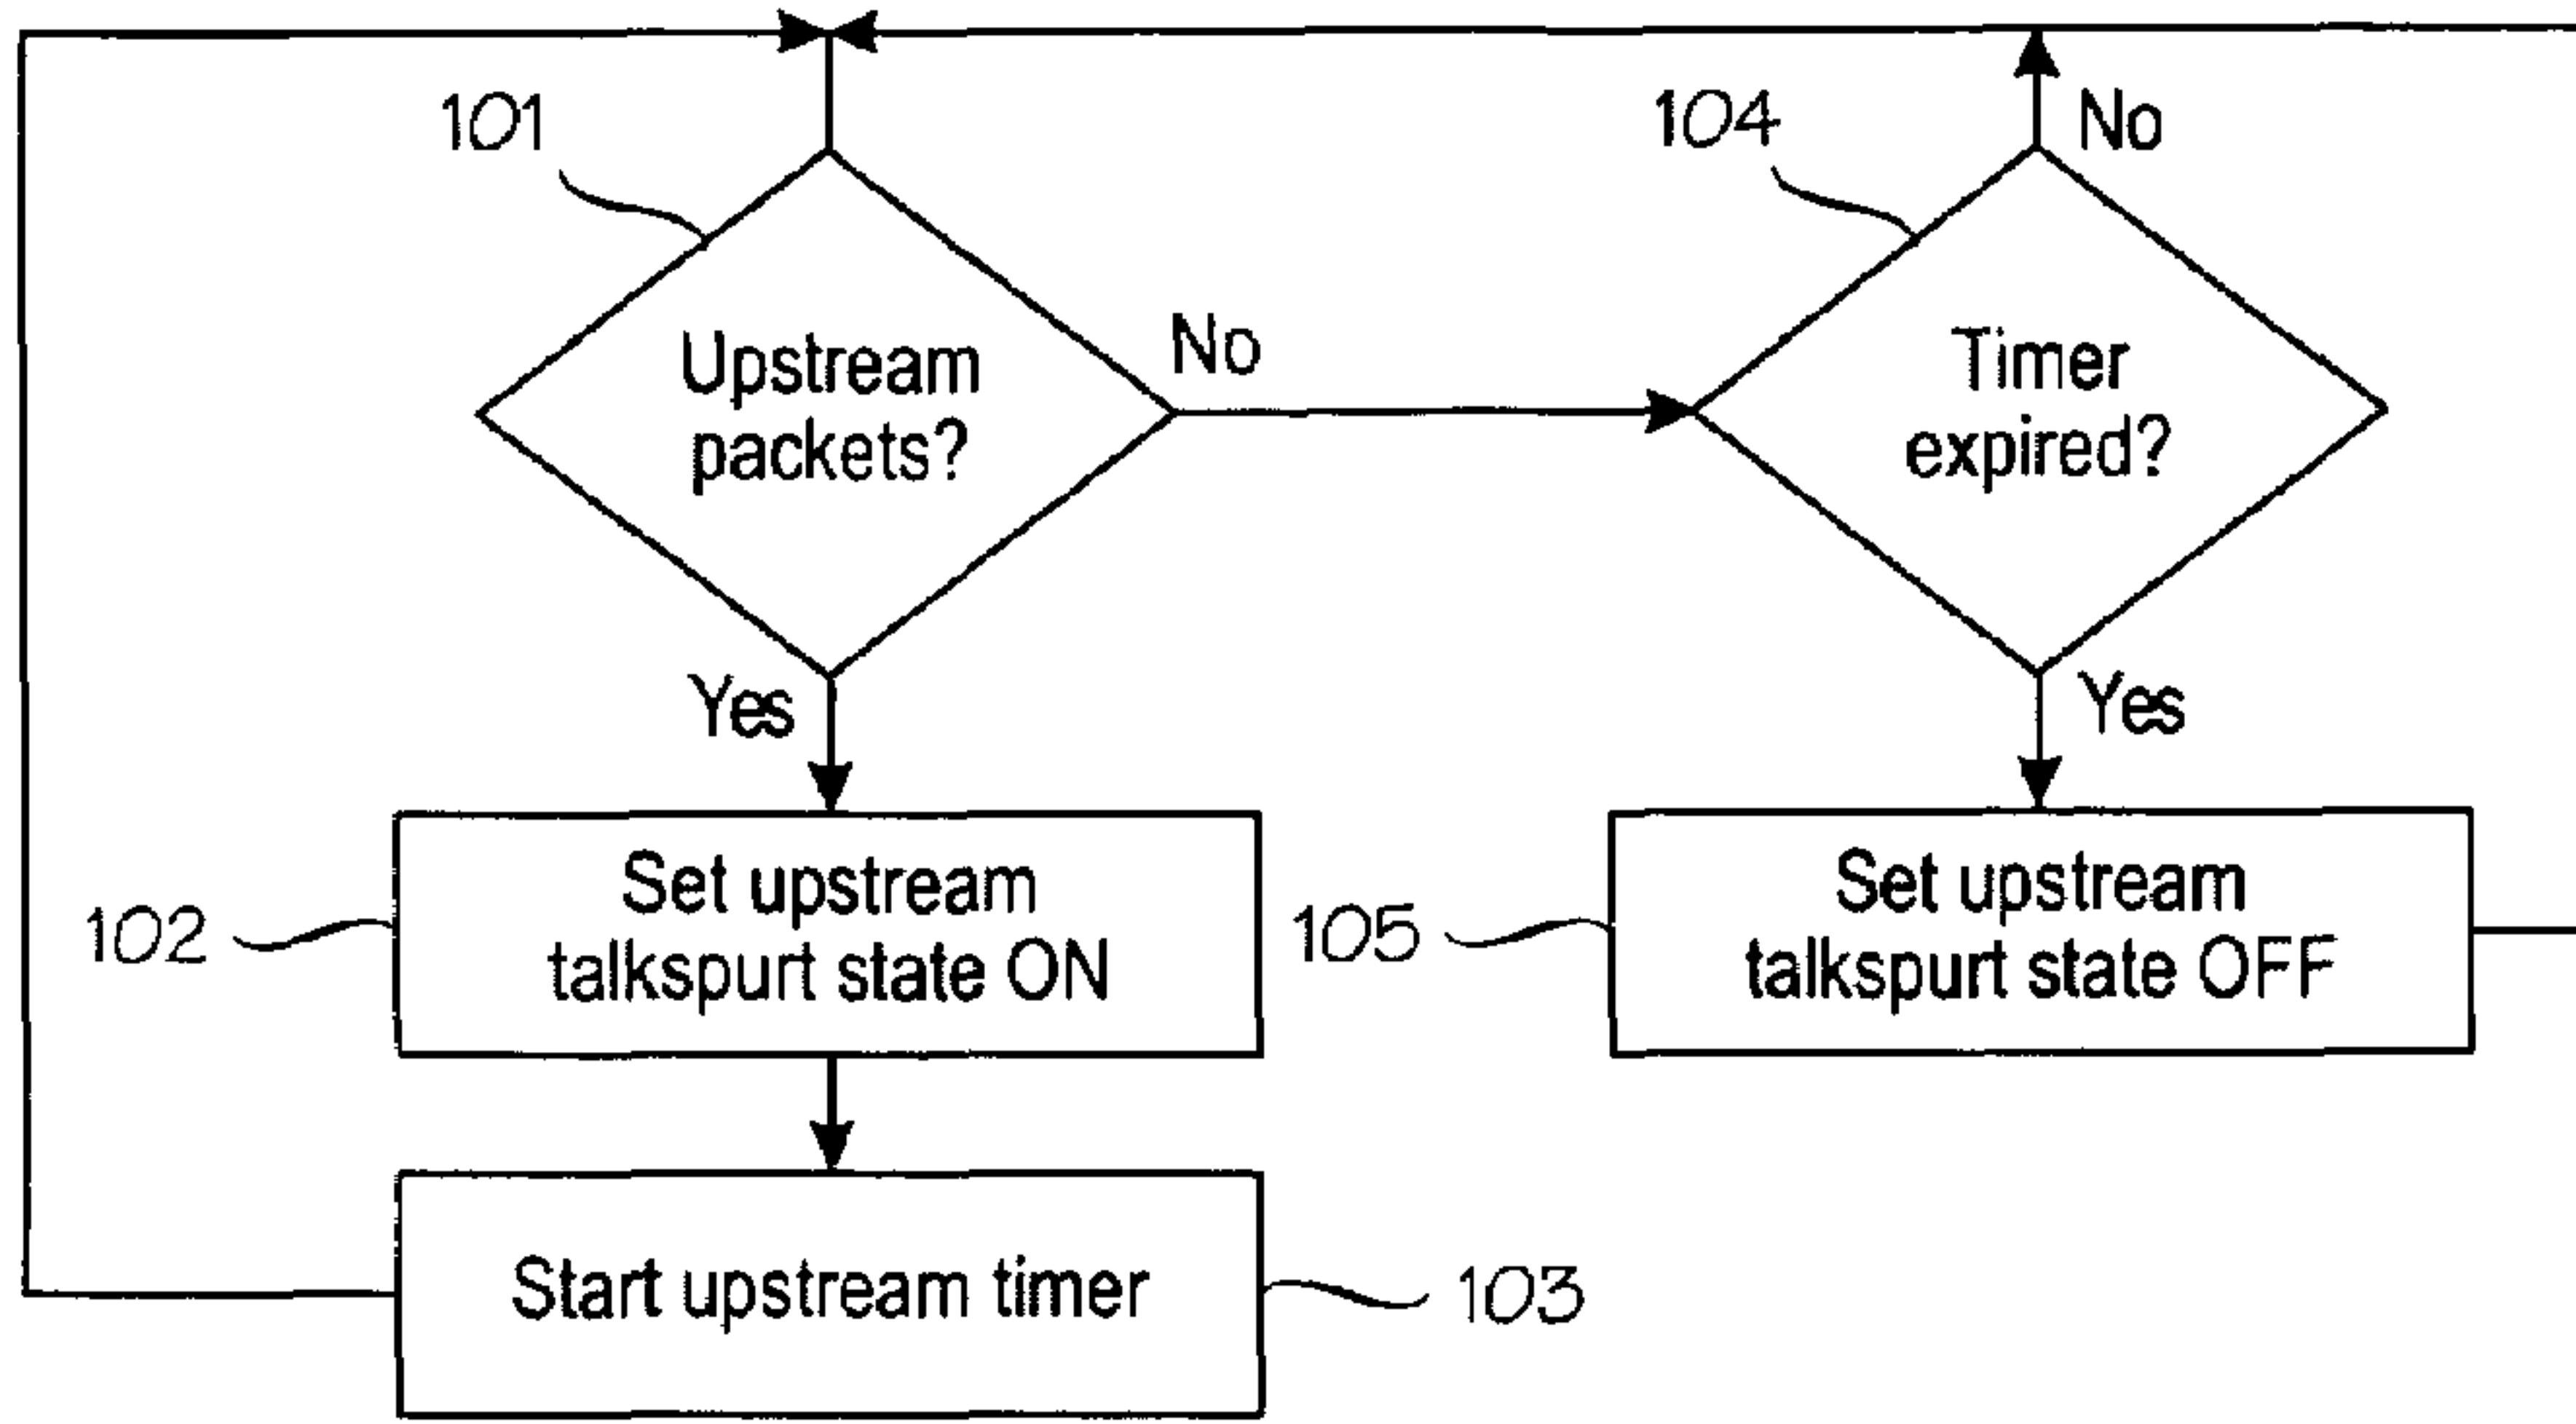 101
104
No
Upstream
packets?
No
Timer
expired?
Yes
Yes
102
Set upstream
talkspurt state ON
105
Set upstream
talkspurt state OFF
Start upstream timer
103